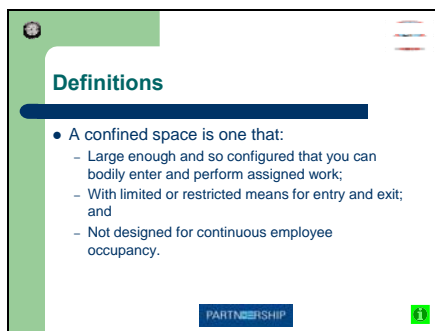 Definitions
● A confined space is one that:
– Large enough and so configured that you can
bodily enter and perform assigned work;
– With limited or restricted means for entry and exit;
and
– Not designed for continuous employee
occupancy.
PARTNERSHIP